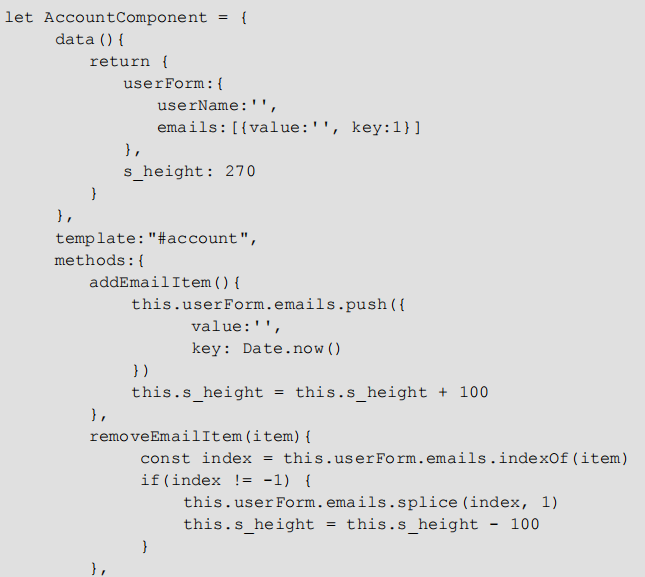 let AccountComponent = {
data(){
return {
userForm:{
userName:'',
emails:[{value:'', key:1}]
},
s_height: 270
}
},
template:"#account",
methods:{
addEmailItem(){
this.userForm.emails.push({
value:'',
key: Date.now()
})
this.s_height = this.s_height + 100
},
removeEmailItem(item){
const index = this.userForm.emails.indexOf(item)
if(index != -1) {
this.userForm.emails.splice(index, 1)
this.s_height = this.s_height - 100
}
},